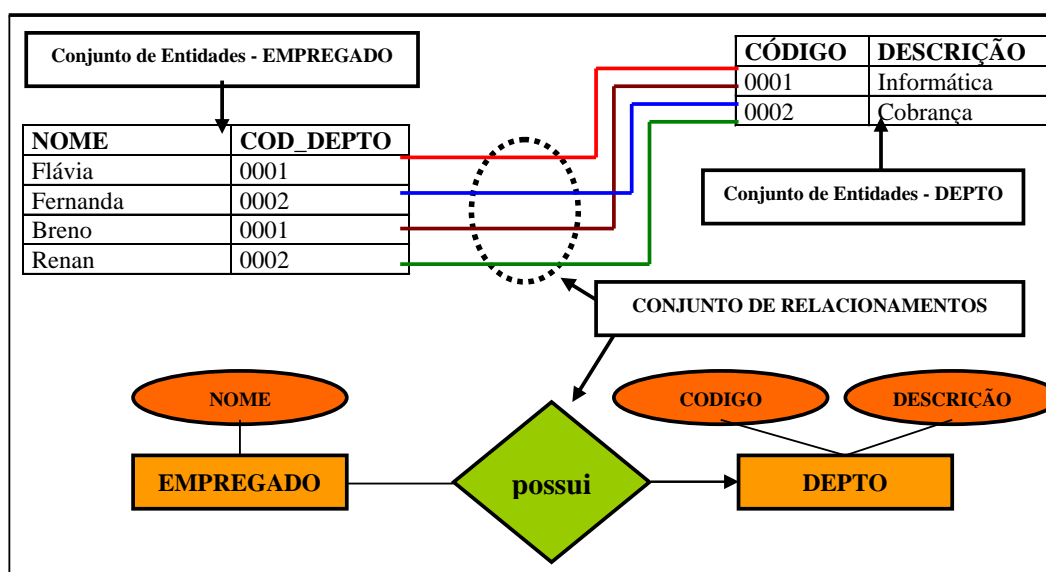 Conjunto de Entidades - EMPREGADO
CÓDIGO DESCRIÇÃO
0001 Informática
0002 Cobrança
NOME COD_DEPTO
Flávia 0001
Fernanda 0002
Breno 0001
Renan 0002
Conjunto de Entidades - DEPTO
CONJUNTO DE RELACIONAMENTOS
NOME CODIGO DESCRIÇÃO
EMPREGADO possui DEPTO